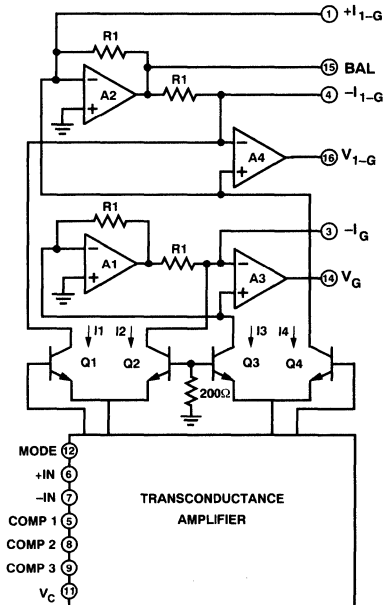 ① +I1–G
R1
⑮ BAL
R1
④ –I1–G
–
+
A2
–
+
A4
⑯ V1–G
R1
③ –IG
R1
–
+
A1
–
+
A3
⑭ VG
I1 I2 I3 I4
Q1 Q2 Q3 Q4
200Ω
MODE ⑫
+IN ⑥
–IN ⑦
COMP 1 ⑤
COMP 2 ⑧
COMP 3 ⑨
VC ⑪
TRANSCONDUCTANCE
AMPLIFIER